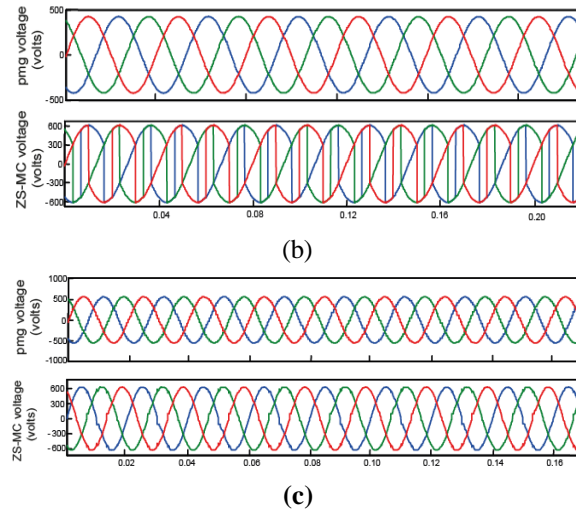 pmg voltage
(volts)
500
0
-500
ZS-MC voltage
(volts)
600
300
0
-300
-600
0.04 0.08 0.12 0.16 0.20
(b)
pmg voltage
(volts)
1000
500
0
-500
-1000
ZS-MC voltage
(volts)
600
300
0
-300
-600
0.02 0.04 0.06 0.08 0.10 0.12 0.14 0.16
(c)